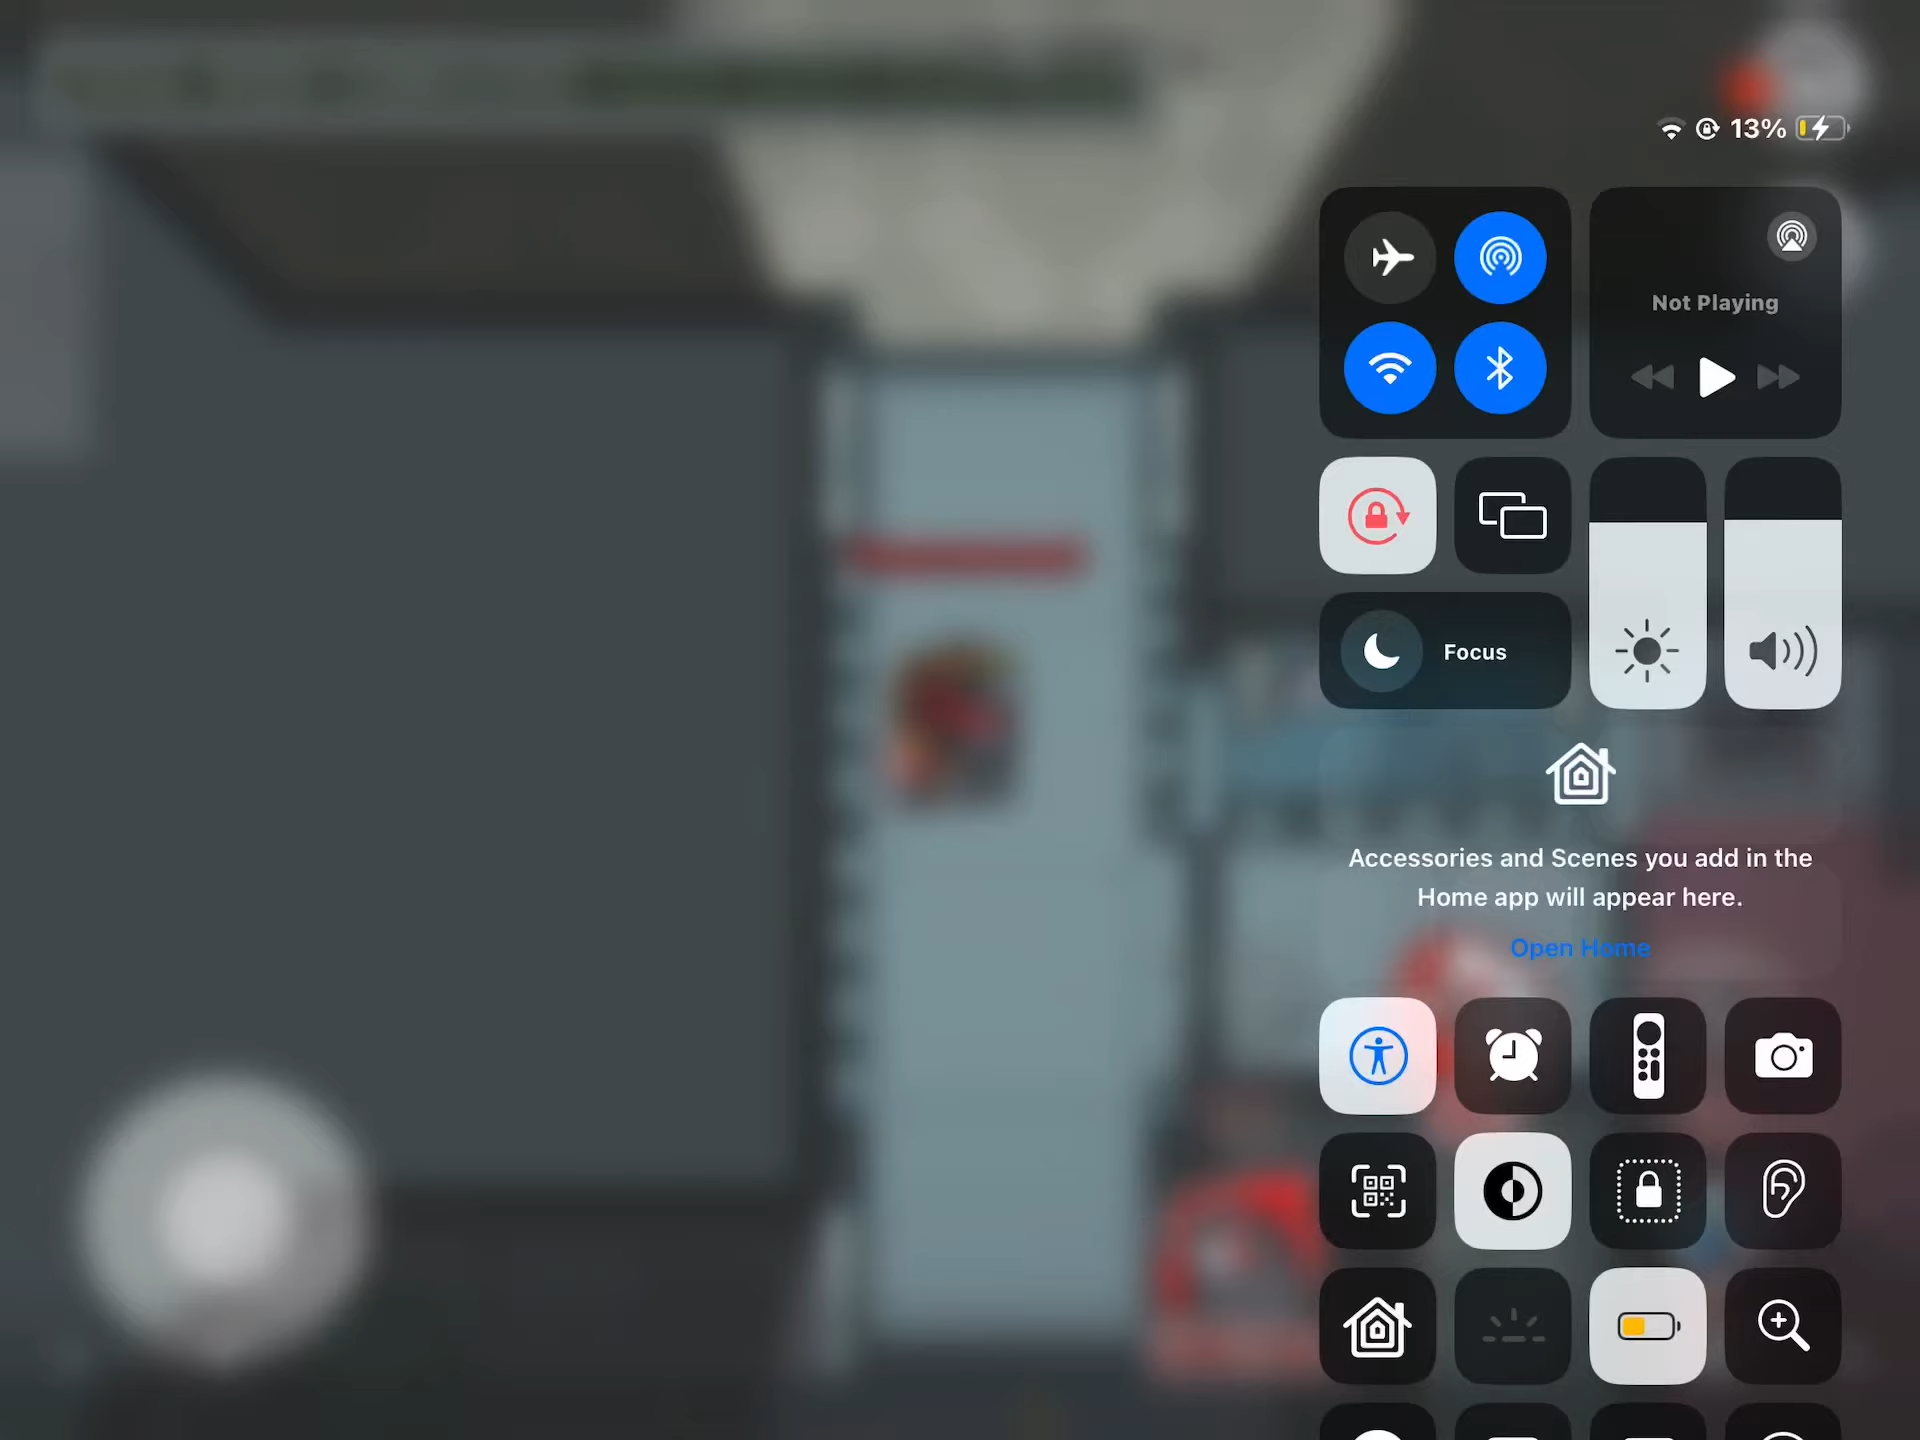 13%
Not Playing
Focus
Accessories and Scenes you add in the
Home app will appear here.
Open Home